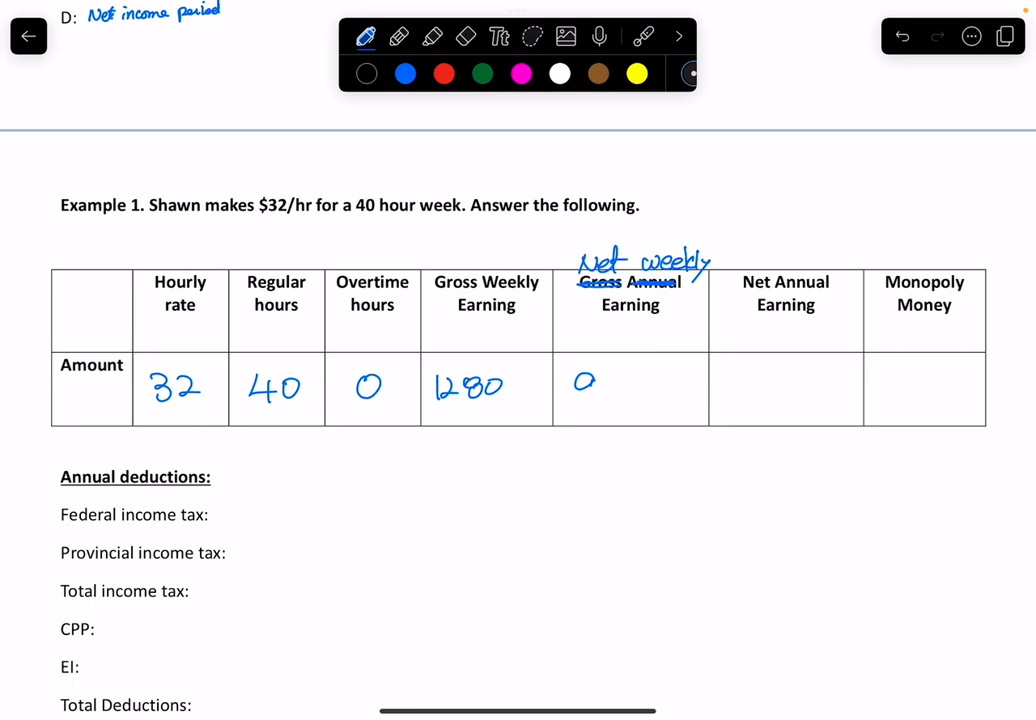 D: Net income period
Tt
Example 1. Shawn makes $32/hr for a 40 hour week. Answer the following.
Net weekly
Hourly rate
Regular hours
Overtime hours
Gross Weekly Earning
Gross Annual Earning
Net Annual Earning
Monopoly Money
Amount
32
40
0
1280
Annual deductions:
Federal income tax:
Provincial income tax:
Total income tax:
CPP:
EI:
Total Deductions: